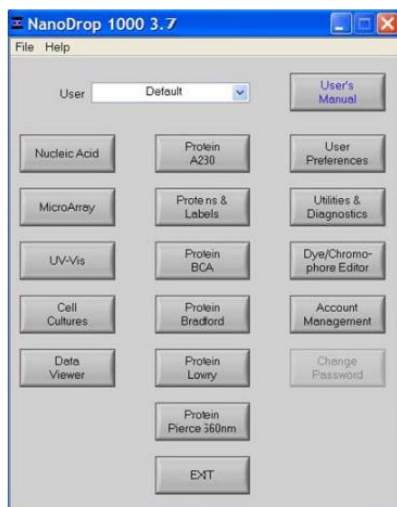 NanoDrop 1000 3.7
File Help
User Default User's
Manual
Nucleic Acid Protein
A280 User
Preferences
MicroArray Proteins &
Labels Utilities &
Diagnostics
UV-Vis Protein
BCA Dye/Chromo-
phore Editor
Cell
Cultures Protein
Bradford Account
Management
Data
Viewer Protein
Lowry Change
Password
Protein
Pierce 660nm
EXIT